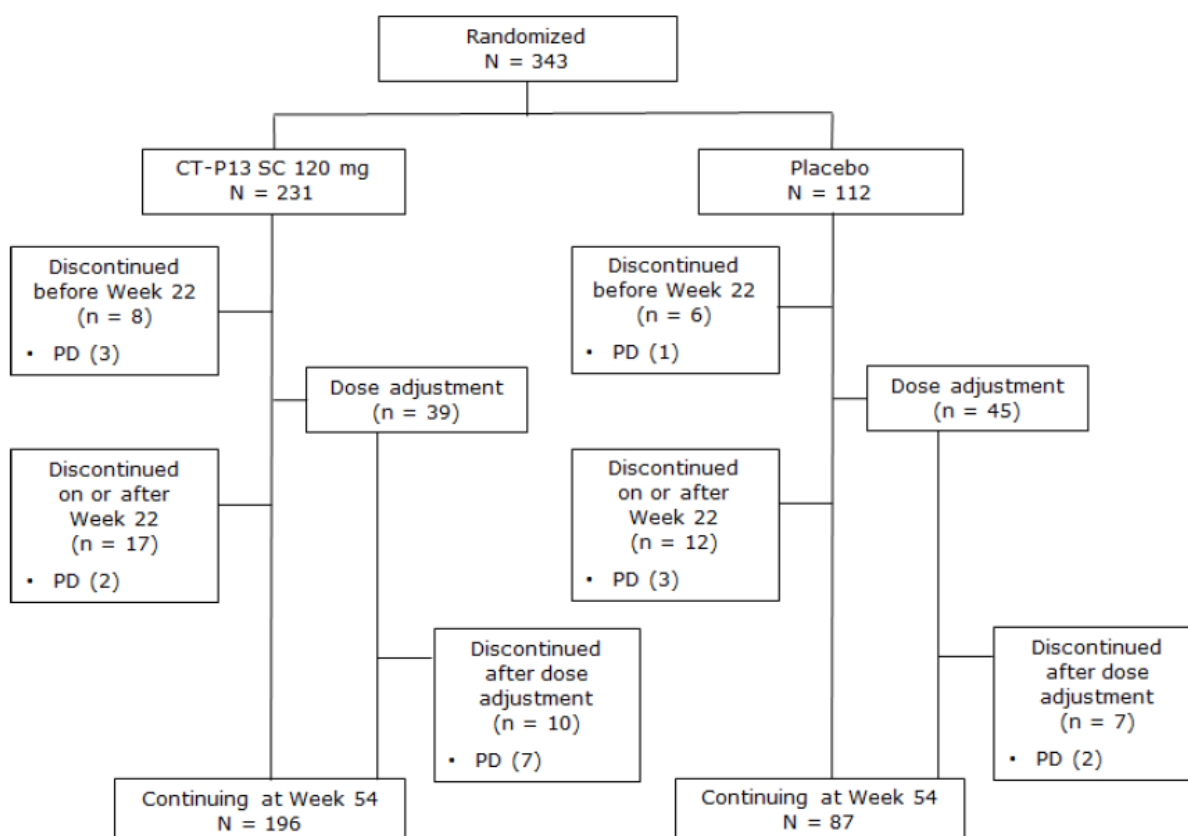 Randomized
N = 343
CT-P13 SC 120 mg
N = 231
Placebo
N = 112
Discontinued
before Week 22
(n = 8)
• PD (3)
Discontinued
before Week 22
(n = 6)
• PD (1)
Dose adjustment
(n = 39)
Dose adjustment
(n = 45)
Discontinued
on or after
Week 22
(n = 17)
• PD (2)
Discontinued
on or after
Week 22
(n = 12)
• PD (3)
Discontinued
after dose
adjustment
(n = 10)
• PD (7)
Discontinued
after dose
adjustment
(n = 7)
• PD (2)
Continuing at Week 54
N = 196
Continuing at Week 54
N = 87